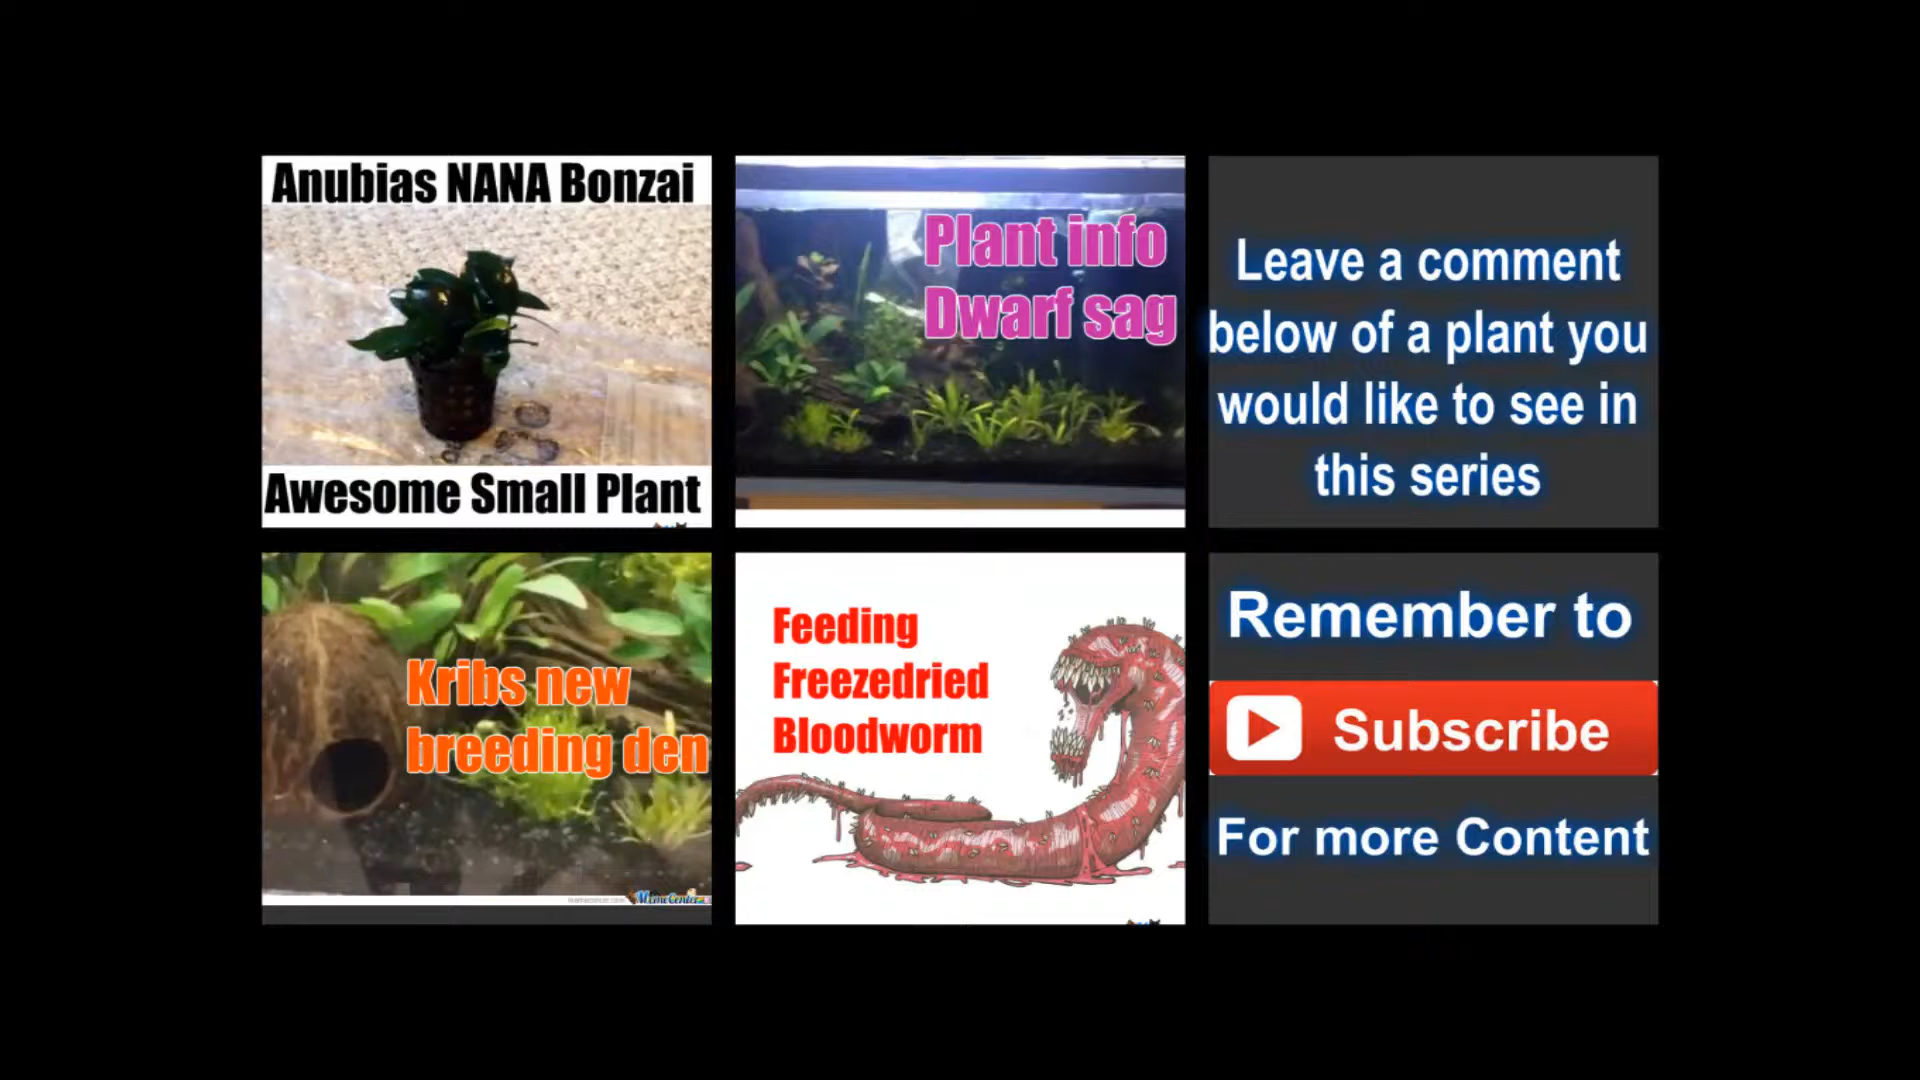 Anubias NANA Bonzai
Awesome Small Plant
Plant info
Dwarf sag
Leave a comment
below of a plant you
would like to see in
this series
Kribs new
breeding den
MemeCenter
Feeding
Freezedried
Bloodworm
Remember to
Subscribe
For more Content